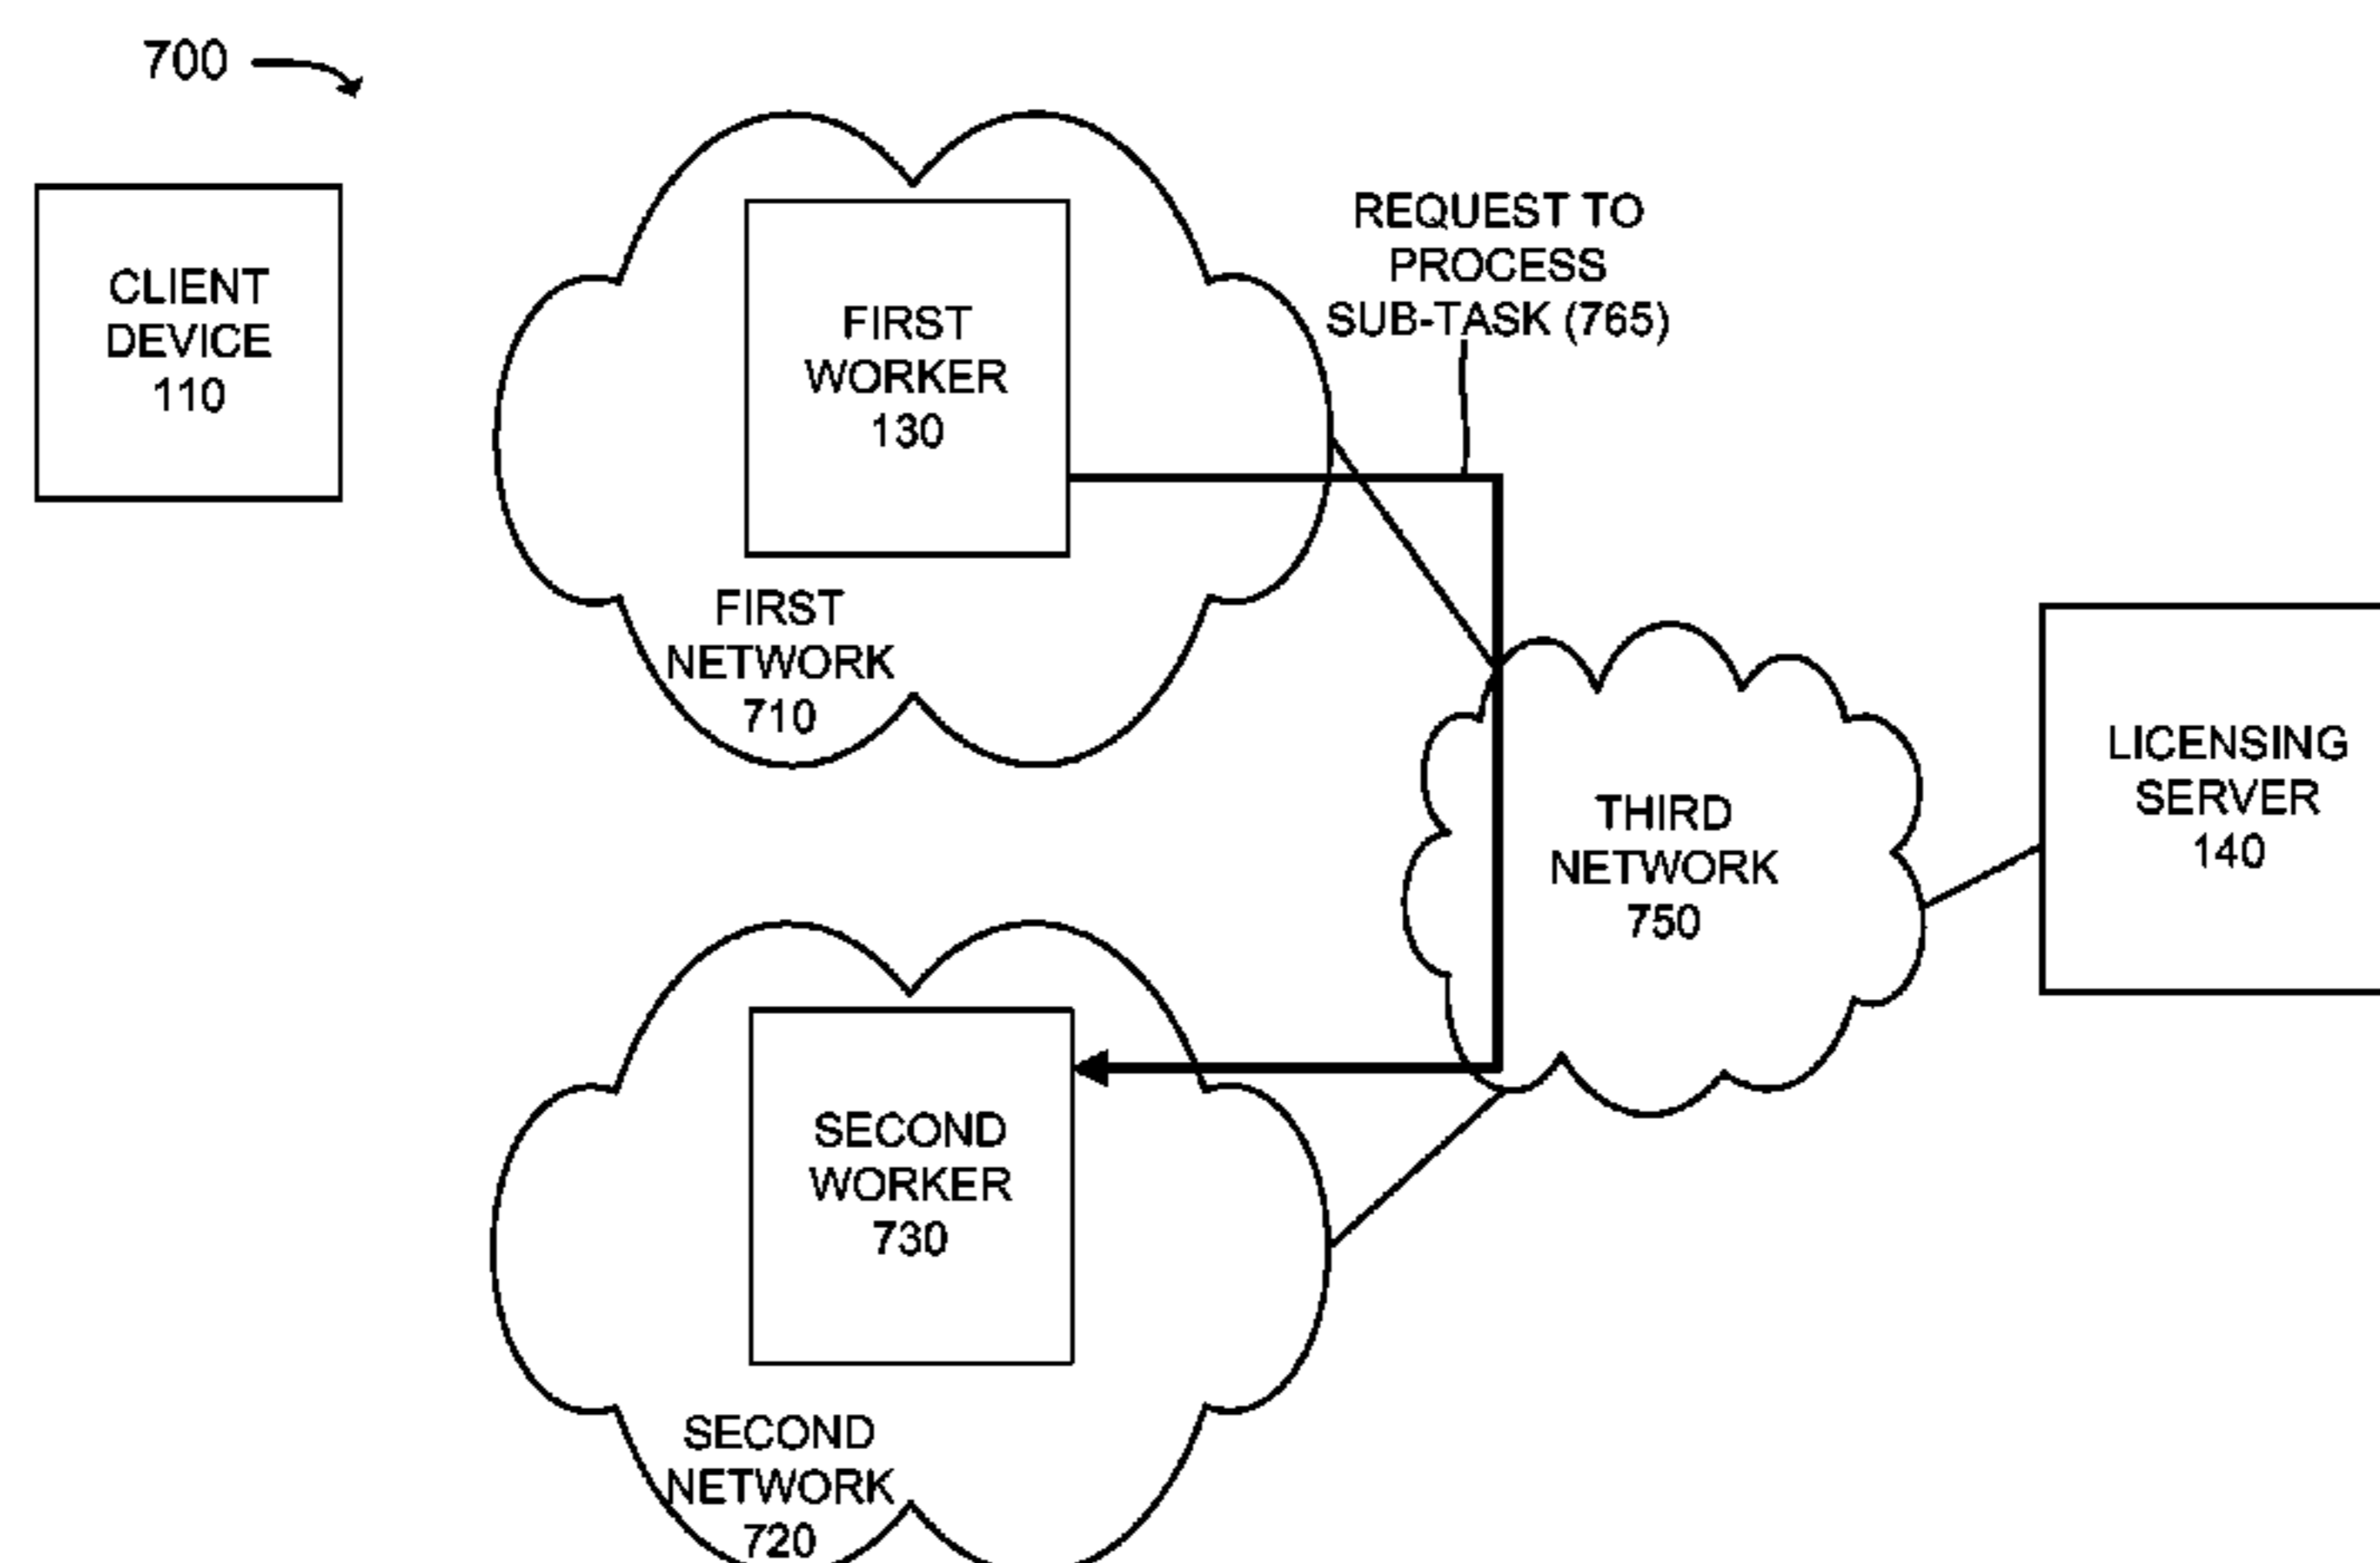 700
CLIENT
DEVICE
110
FIRST
WORKER
130
FIRST
NETWORK
710
REQUEST TO
PROCESS
SUB-TASK (765)
THIRD
NETWORK
750
LICENSING
SERVER
140
SECOND
WORKER
730
SECOND
NETWORK
720